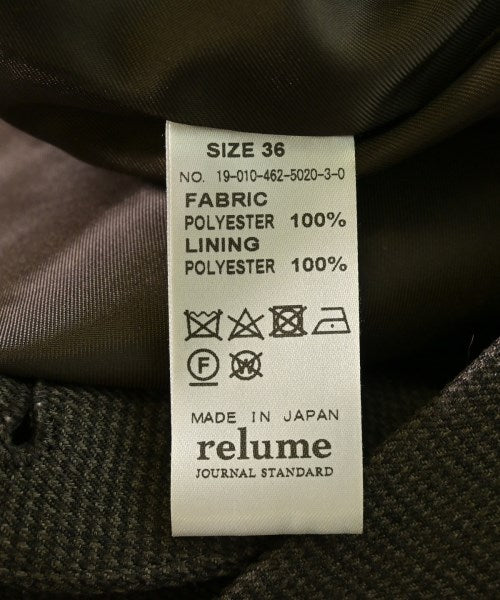 SIZE 36
NO. 19-010-462-5020-3-0
FABRIC
POLYESTER 100%
LINING
POLYESTER 100%
F W
MADE IN JAPAN
relume
JOURNAL STANDARD